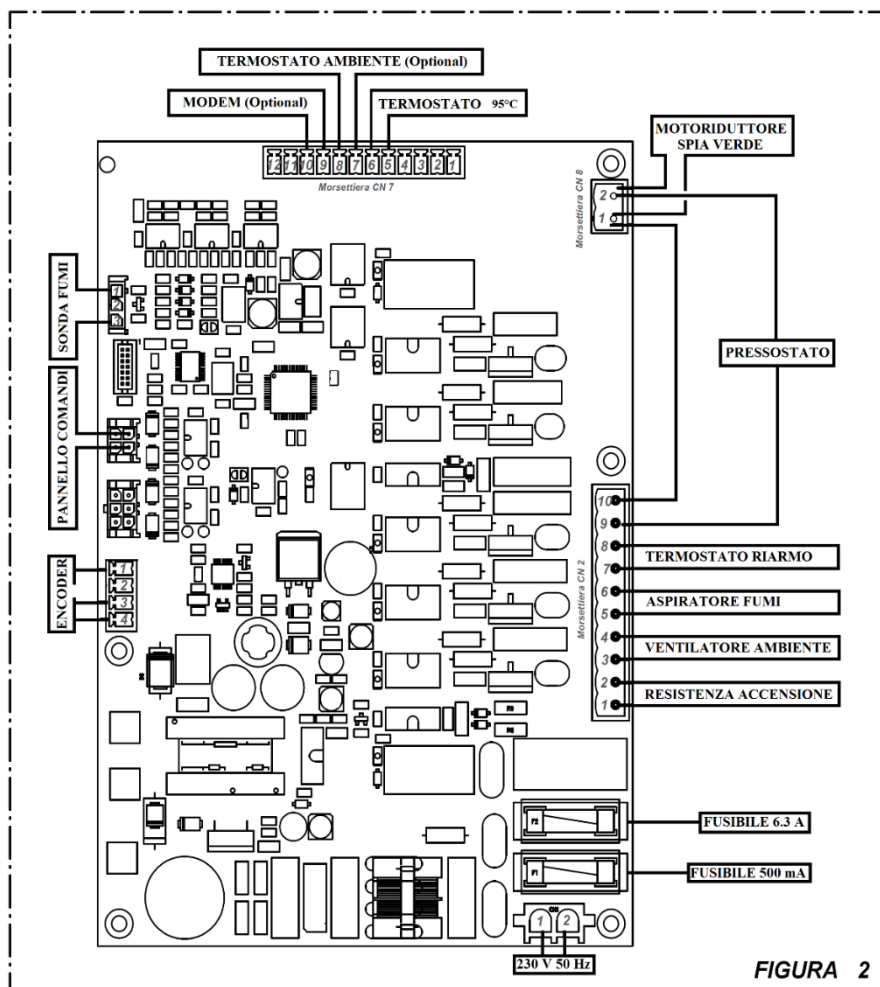 TERMOSTATO AMBIENTE (Optional)
MODEM (Optional)
TERMOSTATO 95°C
MOTORIDUTTORE
SPIA VERDE
12 11 10 9 8 7 6 5 4 3 2 1
Morsettiera CN 7
Morsettiera CN 8
2
1
SONDA FUMI
1
2
3
PRESSOSTATO
PANNELLO COMANDI
ENCODER
1
2
3
4
Morsettiera CN 2
10
9
8
7
6
5
4
3
2
1
TERMOSTATO RIARMO
ASPIRATORE FUMI
VENTILATORE AMBIENTE
RESISTENZA ACCENSIONE
F2
FUSIBILE 6.3 A
F1
FUSIBILE 500 mA
1 2
230 V 50 Hz
FIGURA 2